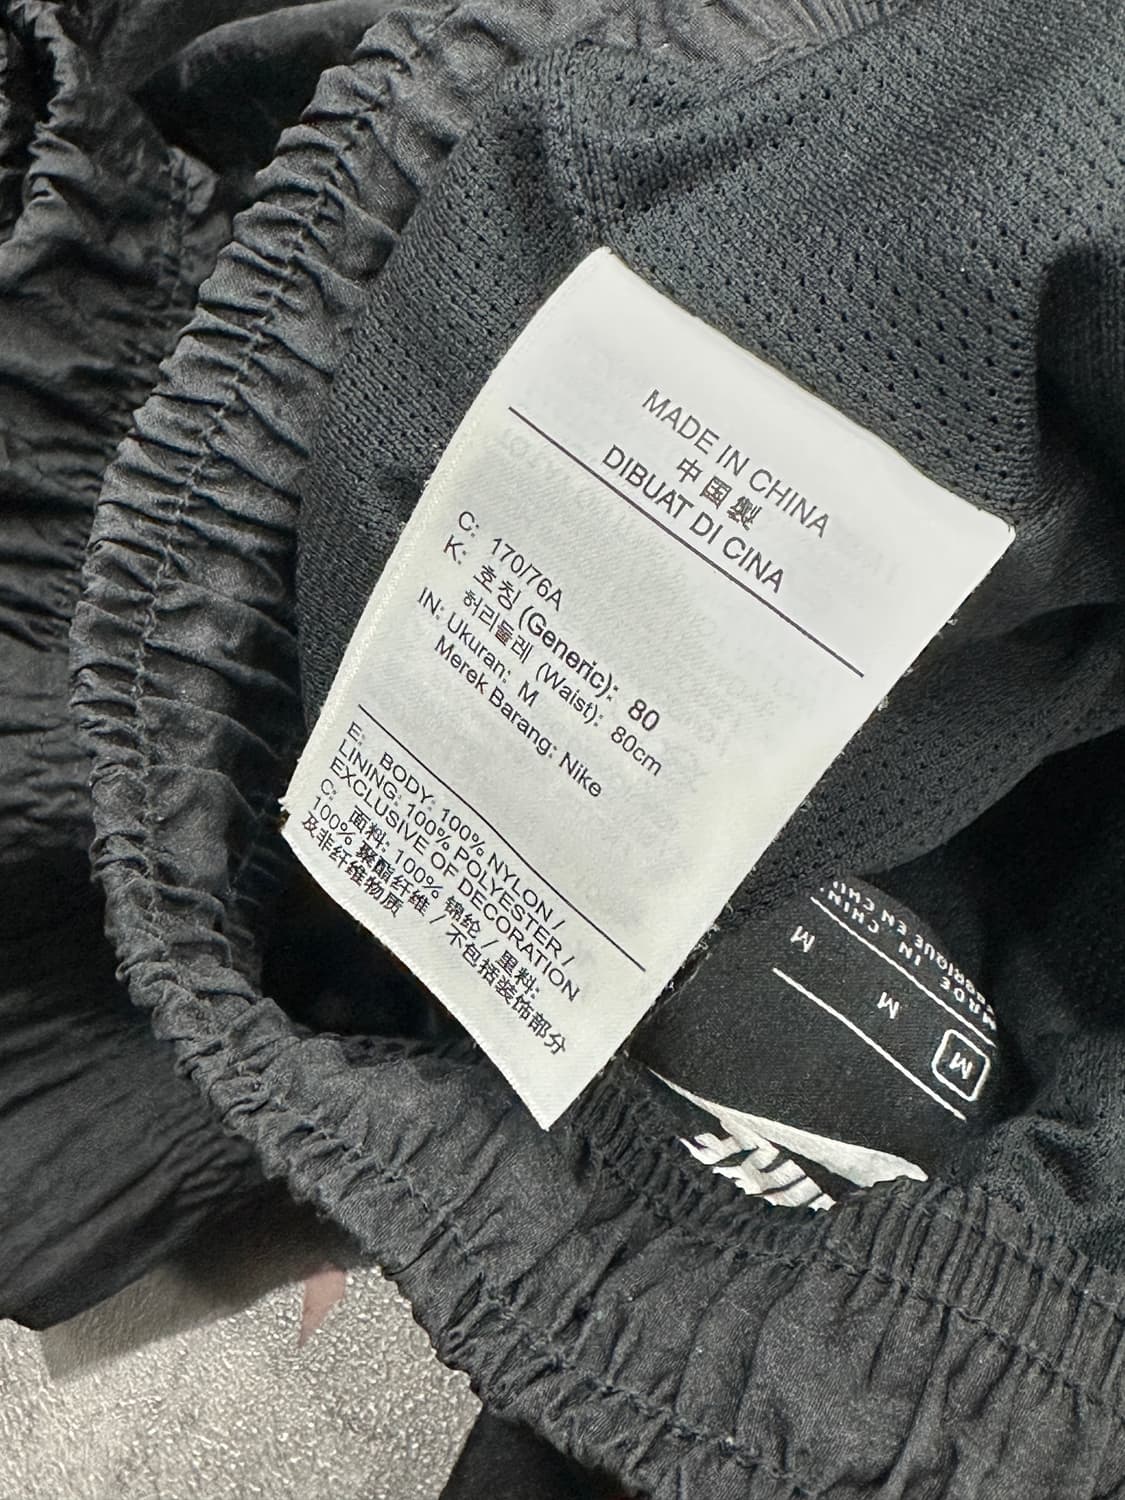 MADE IN CHINA
中国製
DIBUAT DI CINA
C: 170/76A
K: 호칭 (Generic): 80
허리둘레 (Waist): 80cm
IN: Ukuran: M
Merek Barang: Nike
E: BODY: 100% NYLON /
LINING: 100% POLYESTER /
EXCLUSIVE OF DECORATION
C: 面料: 100% 锦纶 / 里料:
100% 聚酯纤维 / 不包括装饰部分
及非纤维物质
M
M
M